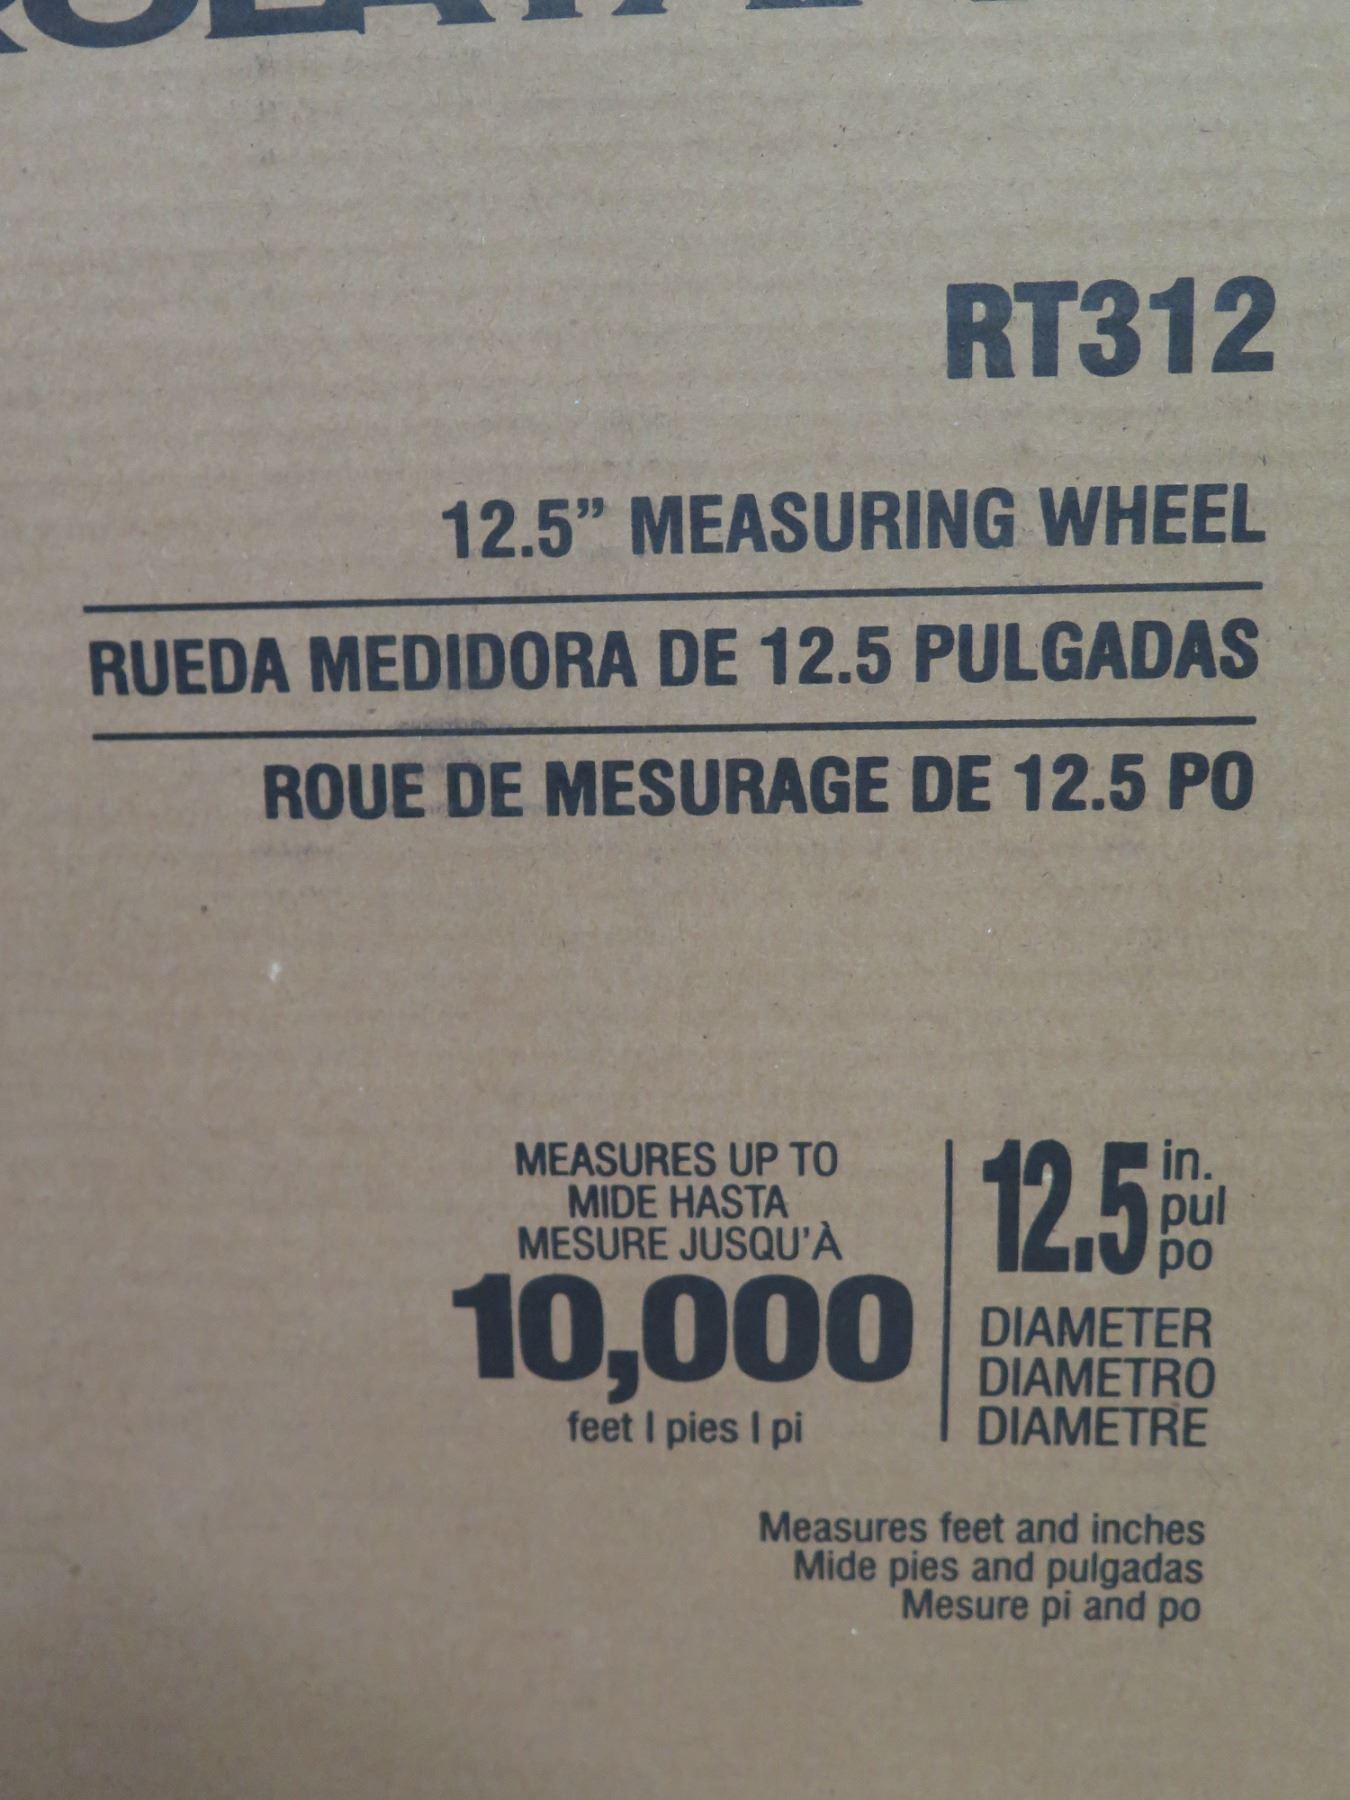 RT312
12.5” MEASURING WHEEL
RUEDA MEDIDORA DE 12.5 PULGADAS
ROUE DE MESURAGE DE 12.5 PO
MEASURES UP TO
MIDE HASTA
MESURE JUSQU'À
10,000
feet | pies | pi
12.5 in.
pul
po
DIAMETER
DIAMETRO
DIAMETRE
Measures feet and inches
Mide pies and pulgadas
Mesure pi and po